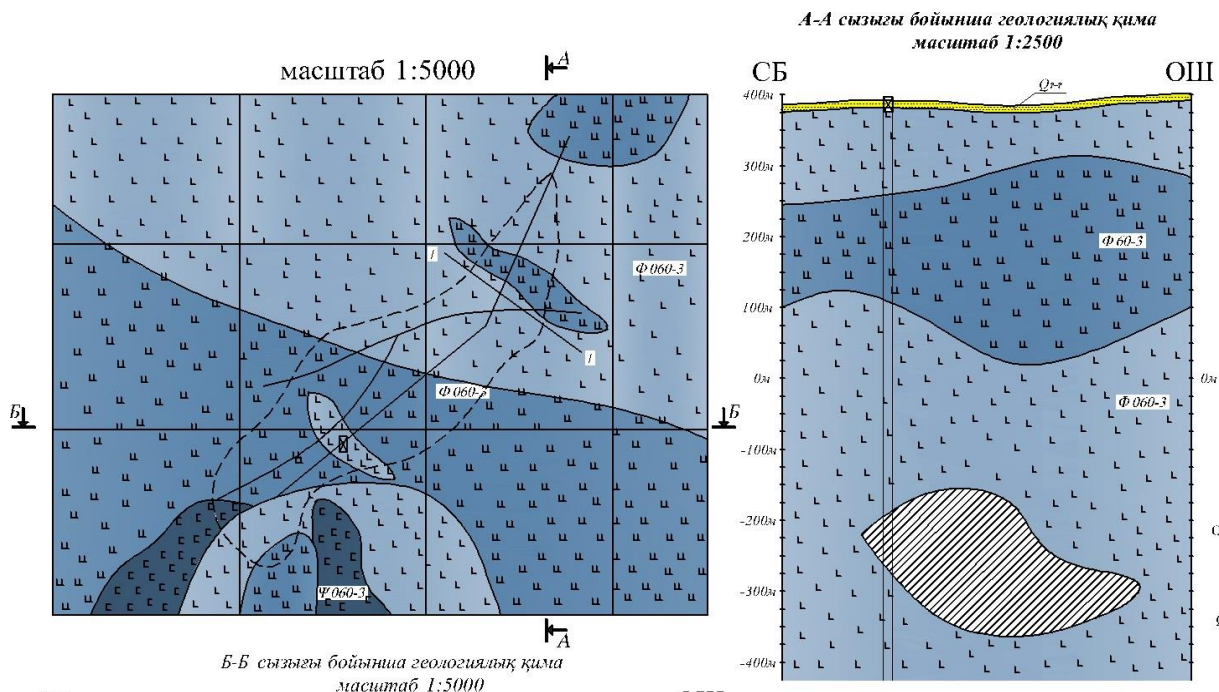 А-А сызығы бойынша геологиялық қима
масштаб 1:2500
масштаб 1:5000
А
СБ
ОШ
400м
300м
200м
100м
0м
-100м
-200м
-300м
-400м
Ф 60-3
0м
Ф 060-3
Ф 060-3
1
1
Ф 060-3
Б
Б
Ψ 060-3
А
Б-Б сызығы бойынша геологиялық қима
масштаб 1:5000